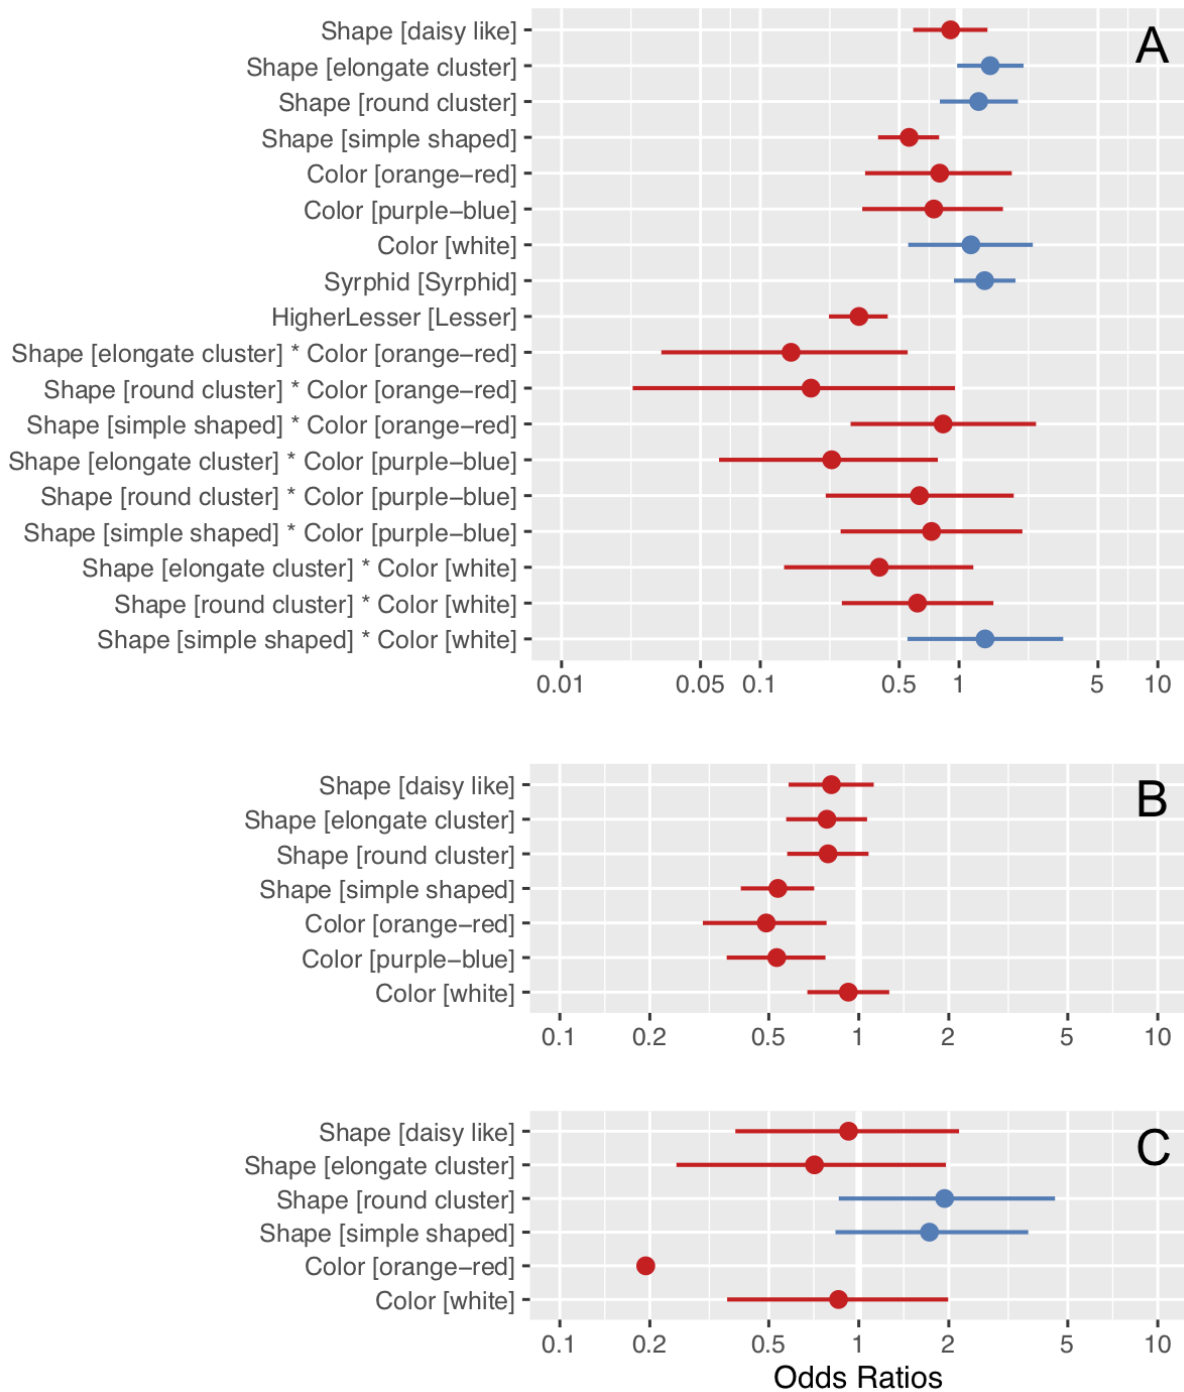 A
Shape [daisy like]
Shape [elongate cluster]
Shape [round cluster]
Shape [simple shaped]
Color [orange−red]
Color [purple−blue]
Color [white]
Syrphid [Syrphid]
HigherLesser [Lesser]
Shape [elongate cluster] * Color [orange−red]
Shape [round cluster] * Color [orange−red]
Shape [simple shaped] * Color [orange−red]
Shape [elongate cluster] * Color [purple−blue]
Shape [round cluster] * Color [purple−blue]
Shape [simple shaped] * Color [purple−blue]
Shape [elongate cluster] * Color [white]
Shape [round cluster] * Color [white]
Shape [simple shaped] * Color [white]
0.01 0.05 0.1 0.5 1 5 10
B
Shape [daisy like]
Shape [elongate cluster]
Shape [round cluster]
Shape [simple shaped]
Color [orange−red]
Color [purple−blue]
Color [white]
0.1 0.2 0.5 1 2 5 10
C
Shape [daisy like]
Shape [elongate cluster]
Shape [round cluster]
Shape [simple shaped]
Color [orange−red]
Color [white]
0.1 0.2 0.5 1 2 5 10
Odds Ratios